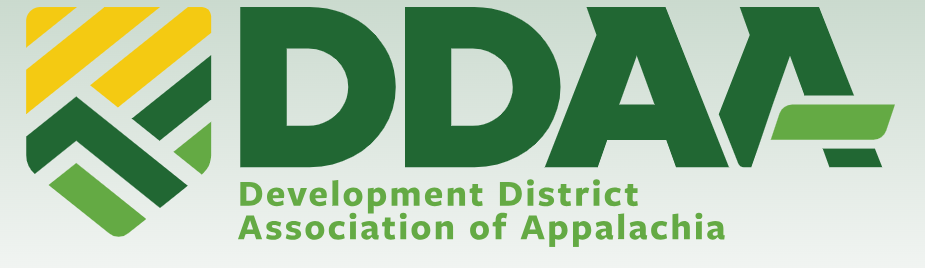 DDAA
Development District
Association of Appalachia